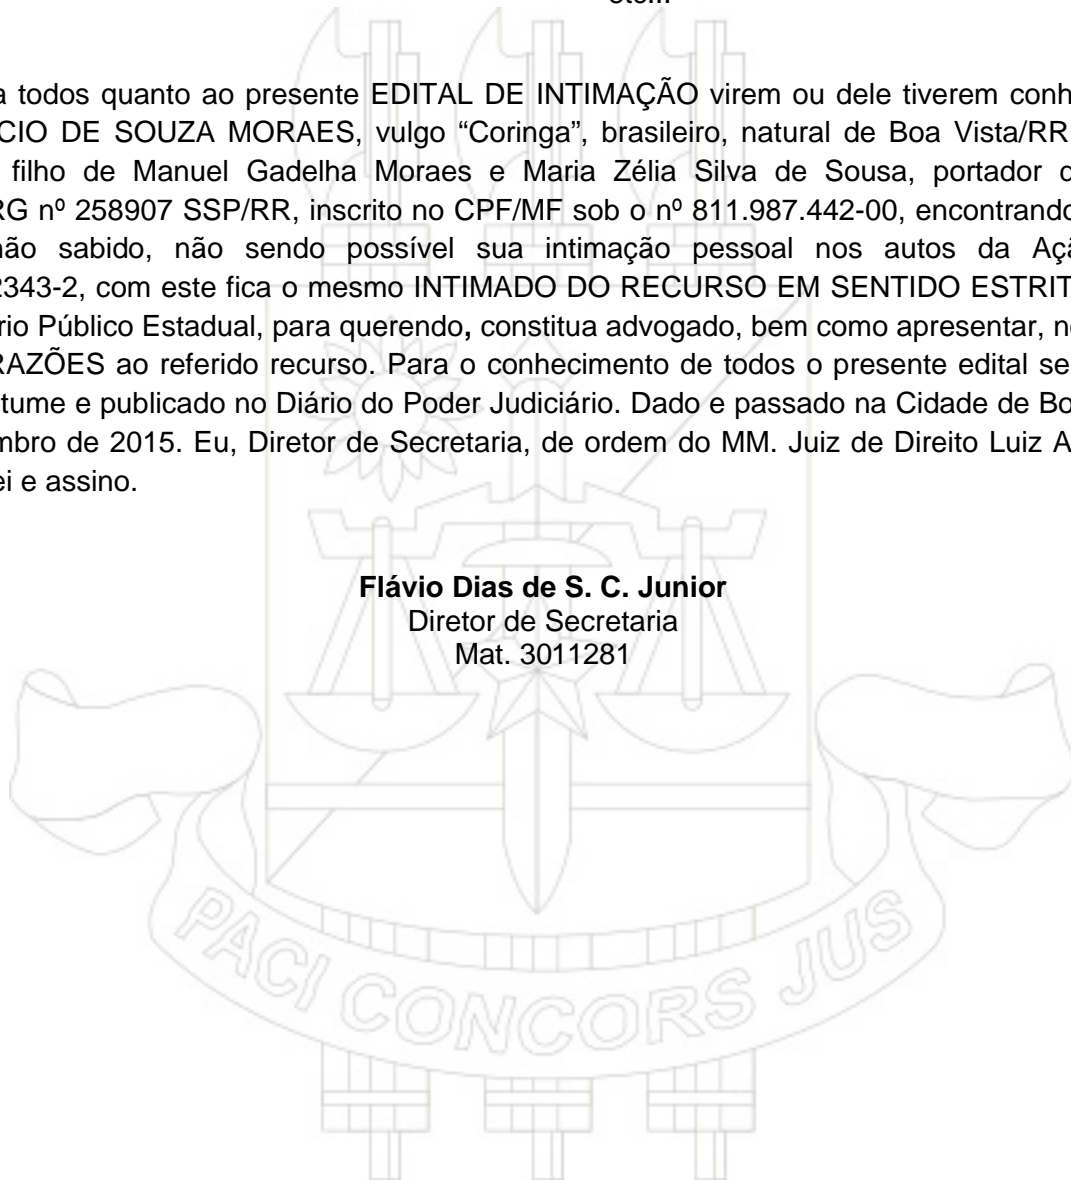 a todos quanto ao presente EDITAL DE INTIMAÇÃO virem ou dele tiverem conh
CIO DE SOUZA MORAES, vulgo “Coringa”, brasileiro, natural de Boa Vista/RR
filho de Manuel Gadelha Moraes e Maria Zélia Silva de Sousa, portador d
RG nº 258907 SSP/RR, inscrito no CPF/MF sob o nº 811.987.442-00, encontrando
não sabido, não sendo possível sua intimação pessoal nos autos da Açã
2343-2, com este fica o mesmo INTIMADO DO RECURSO EM SENTIDO ESTRIT
rio Público Estadual, para querendo, constitua advogado, bem como apresentar, n
RAZÕES ao referido recurso. Para o conhecimento de todos o presente edital se
tume e publicado no Diário do Poder Judiciário. Dado e passado na Cidade de Bo
mbro de 2015. Eu, Diretor de Secretaria, de ordem do MM. Juiz de Direito Luiz A
ei e assino.
Flávio Dias de S. C. Junior
Diretor de Secretaria
Mat. 3011281
PACI CONCORS JUS